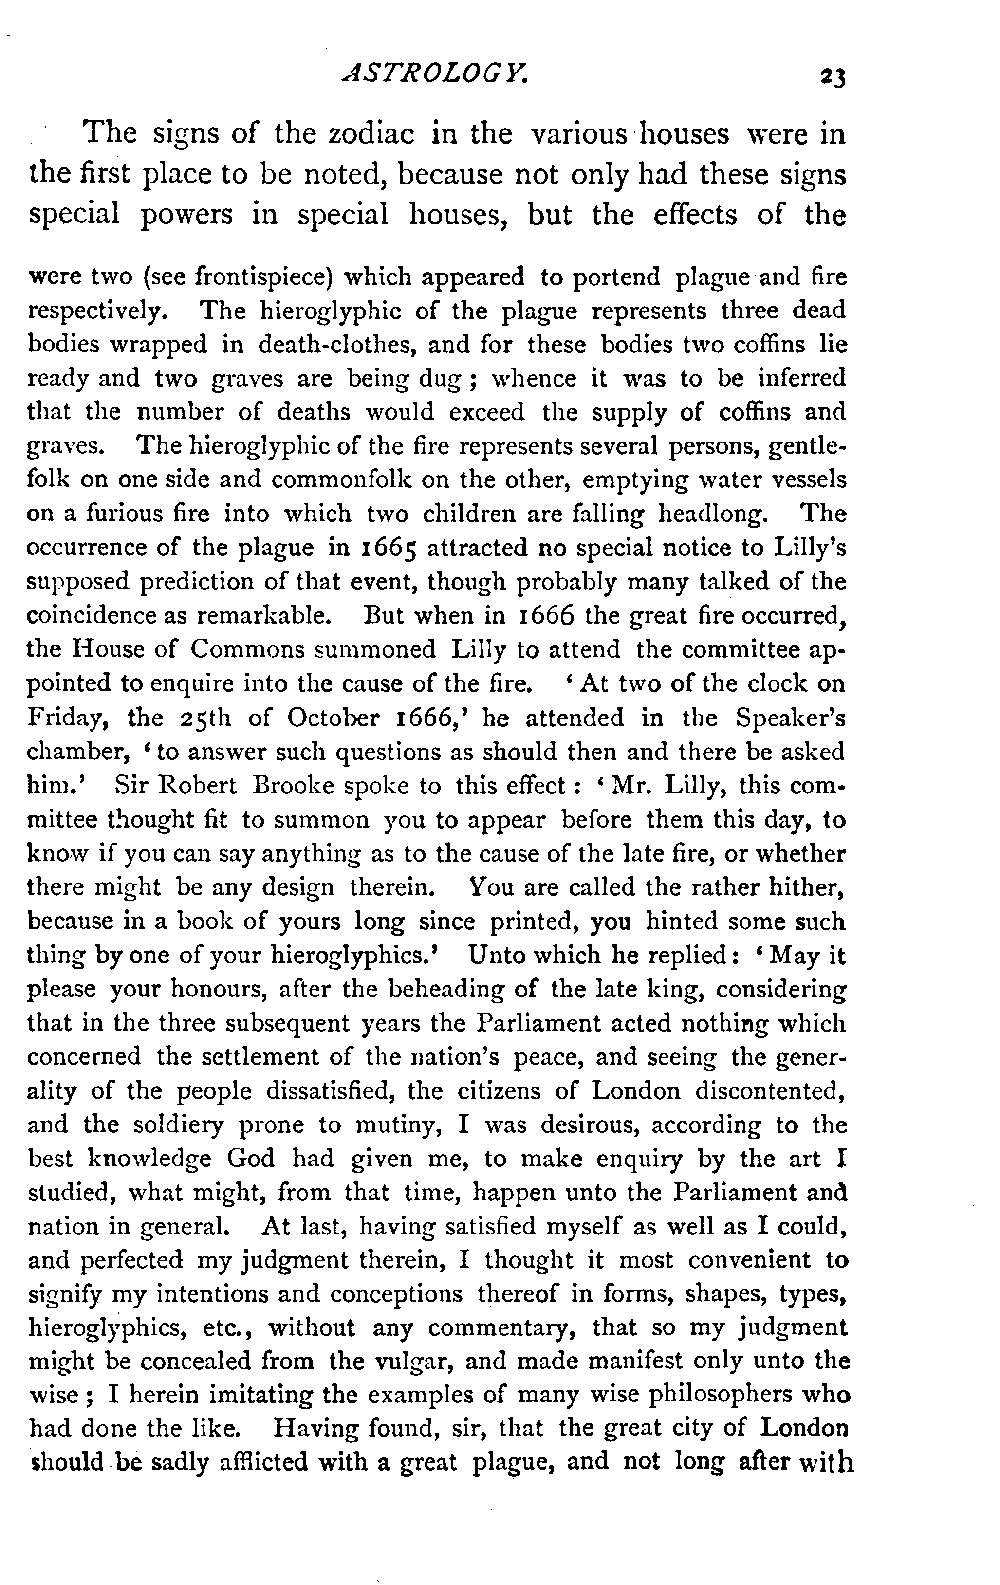 ASTROLOGY. 23
The signs of the zodiac in the various houses were in
the first place to be noted, because not only had these signs
special powers in special houses, but the effects of the
were two (see frontispiece) which appeared to portend plague and fire
respectively. The hieroglyphic of the plague represents three dead
bodies wrapped in death-clothes, and for these bodies two coffins lie
ready and two graves are being dug ; whence it was to be inferred
that the number of deaths would exceed the supply of coffins and
graves. The hieroglyphic of the fire represents several persons, gentle-
folk on one side and commonfolk on the other, emptying water vessels
on a furious fire into which two children are falling headlong. The
occurrence of the plague in 1665 attracted no special notice to Lilly's
supposed prediction of that event, though probably many talked of the
coincidence as remarkable. But when in 1666 the great fire occurred,
the House of Commons summoned Lilly to attend the committee ap-
pointed to enquire into the cause of the fire. ‘ At two of the clock on
Friday, the 25th of October 1666,’ he attended in the Speaker's
chamber, ‘ to answer such questions as should then and there be asked
him.’ Sir Robert Brooke spoke to this effect : ‘ Mr. Lilly, this com-
mittee thought fit to summon you to appear before them this day, to
know if you can say anything as to the cause of the late fire, or whether
there might be any design therein. You are called the rather hither,
because in a book of yours long since printed, you hinted some such
thing by one of your hieroglyphics.’ Unto which he replied : ‘ May it
please your honours, after the beheading of the late king, considering
that in the three subsequent years the Parliament acted nothing which
concerned the settlement of the nation's peace, and seeing the gener-
ality of the people dissatisfied, the citizens of London discontented,
and the soldiery prone to mutiny, I was desirous, according to the
best knowledge God had given me, to make enquiry by the art I
studied, what might, from that time, happen unto the Parliament and
nation in general. At last, having satisfied myself as well as I could,
and perfected my judgment therein, I thought it most convenient to
signify my intentions and conceptions thereof in forms, shapes, types,
hieroglyphics, etc., without any commentary, that so my judgment
might be concealed from the vulgar, and made manifest only unto the
wise ; I herein imitating the examples of many wise philosophers who
had done the like. Having found, sir, that the great city of London
should be sadly afflicted with a great plague, and not long after with